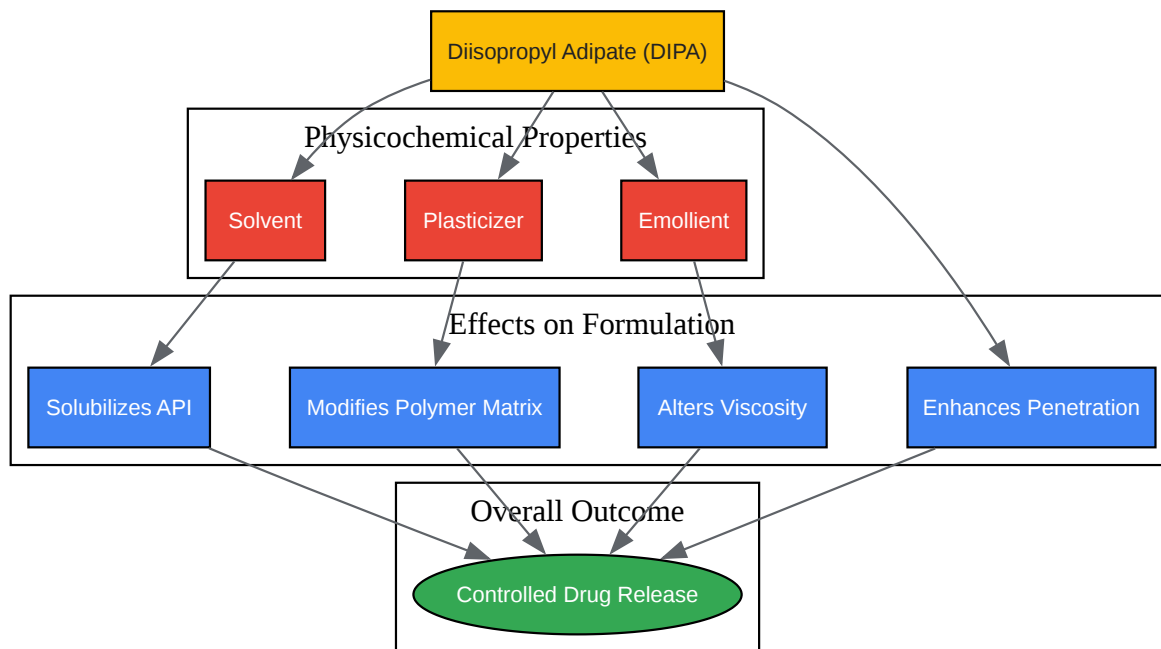 Diisopropyl Adipate (DIPA)
Physicochemical Properties
Solvent
Plasticizer
Emollient
Effects on Formulation
Solubilizes API
Modifies Polymer Matrix
Alters Viscosity
Enhances Penetration
Overall Outcome
Controlled Drug Release